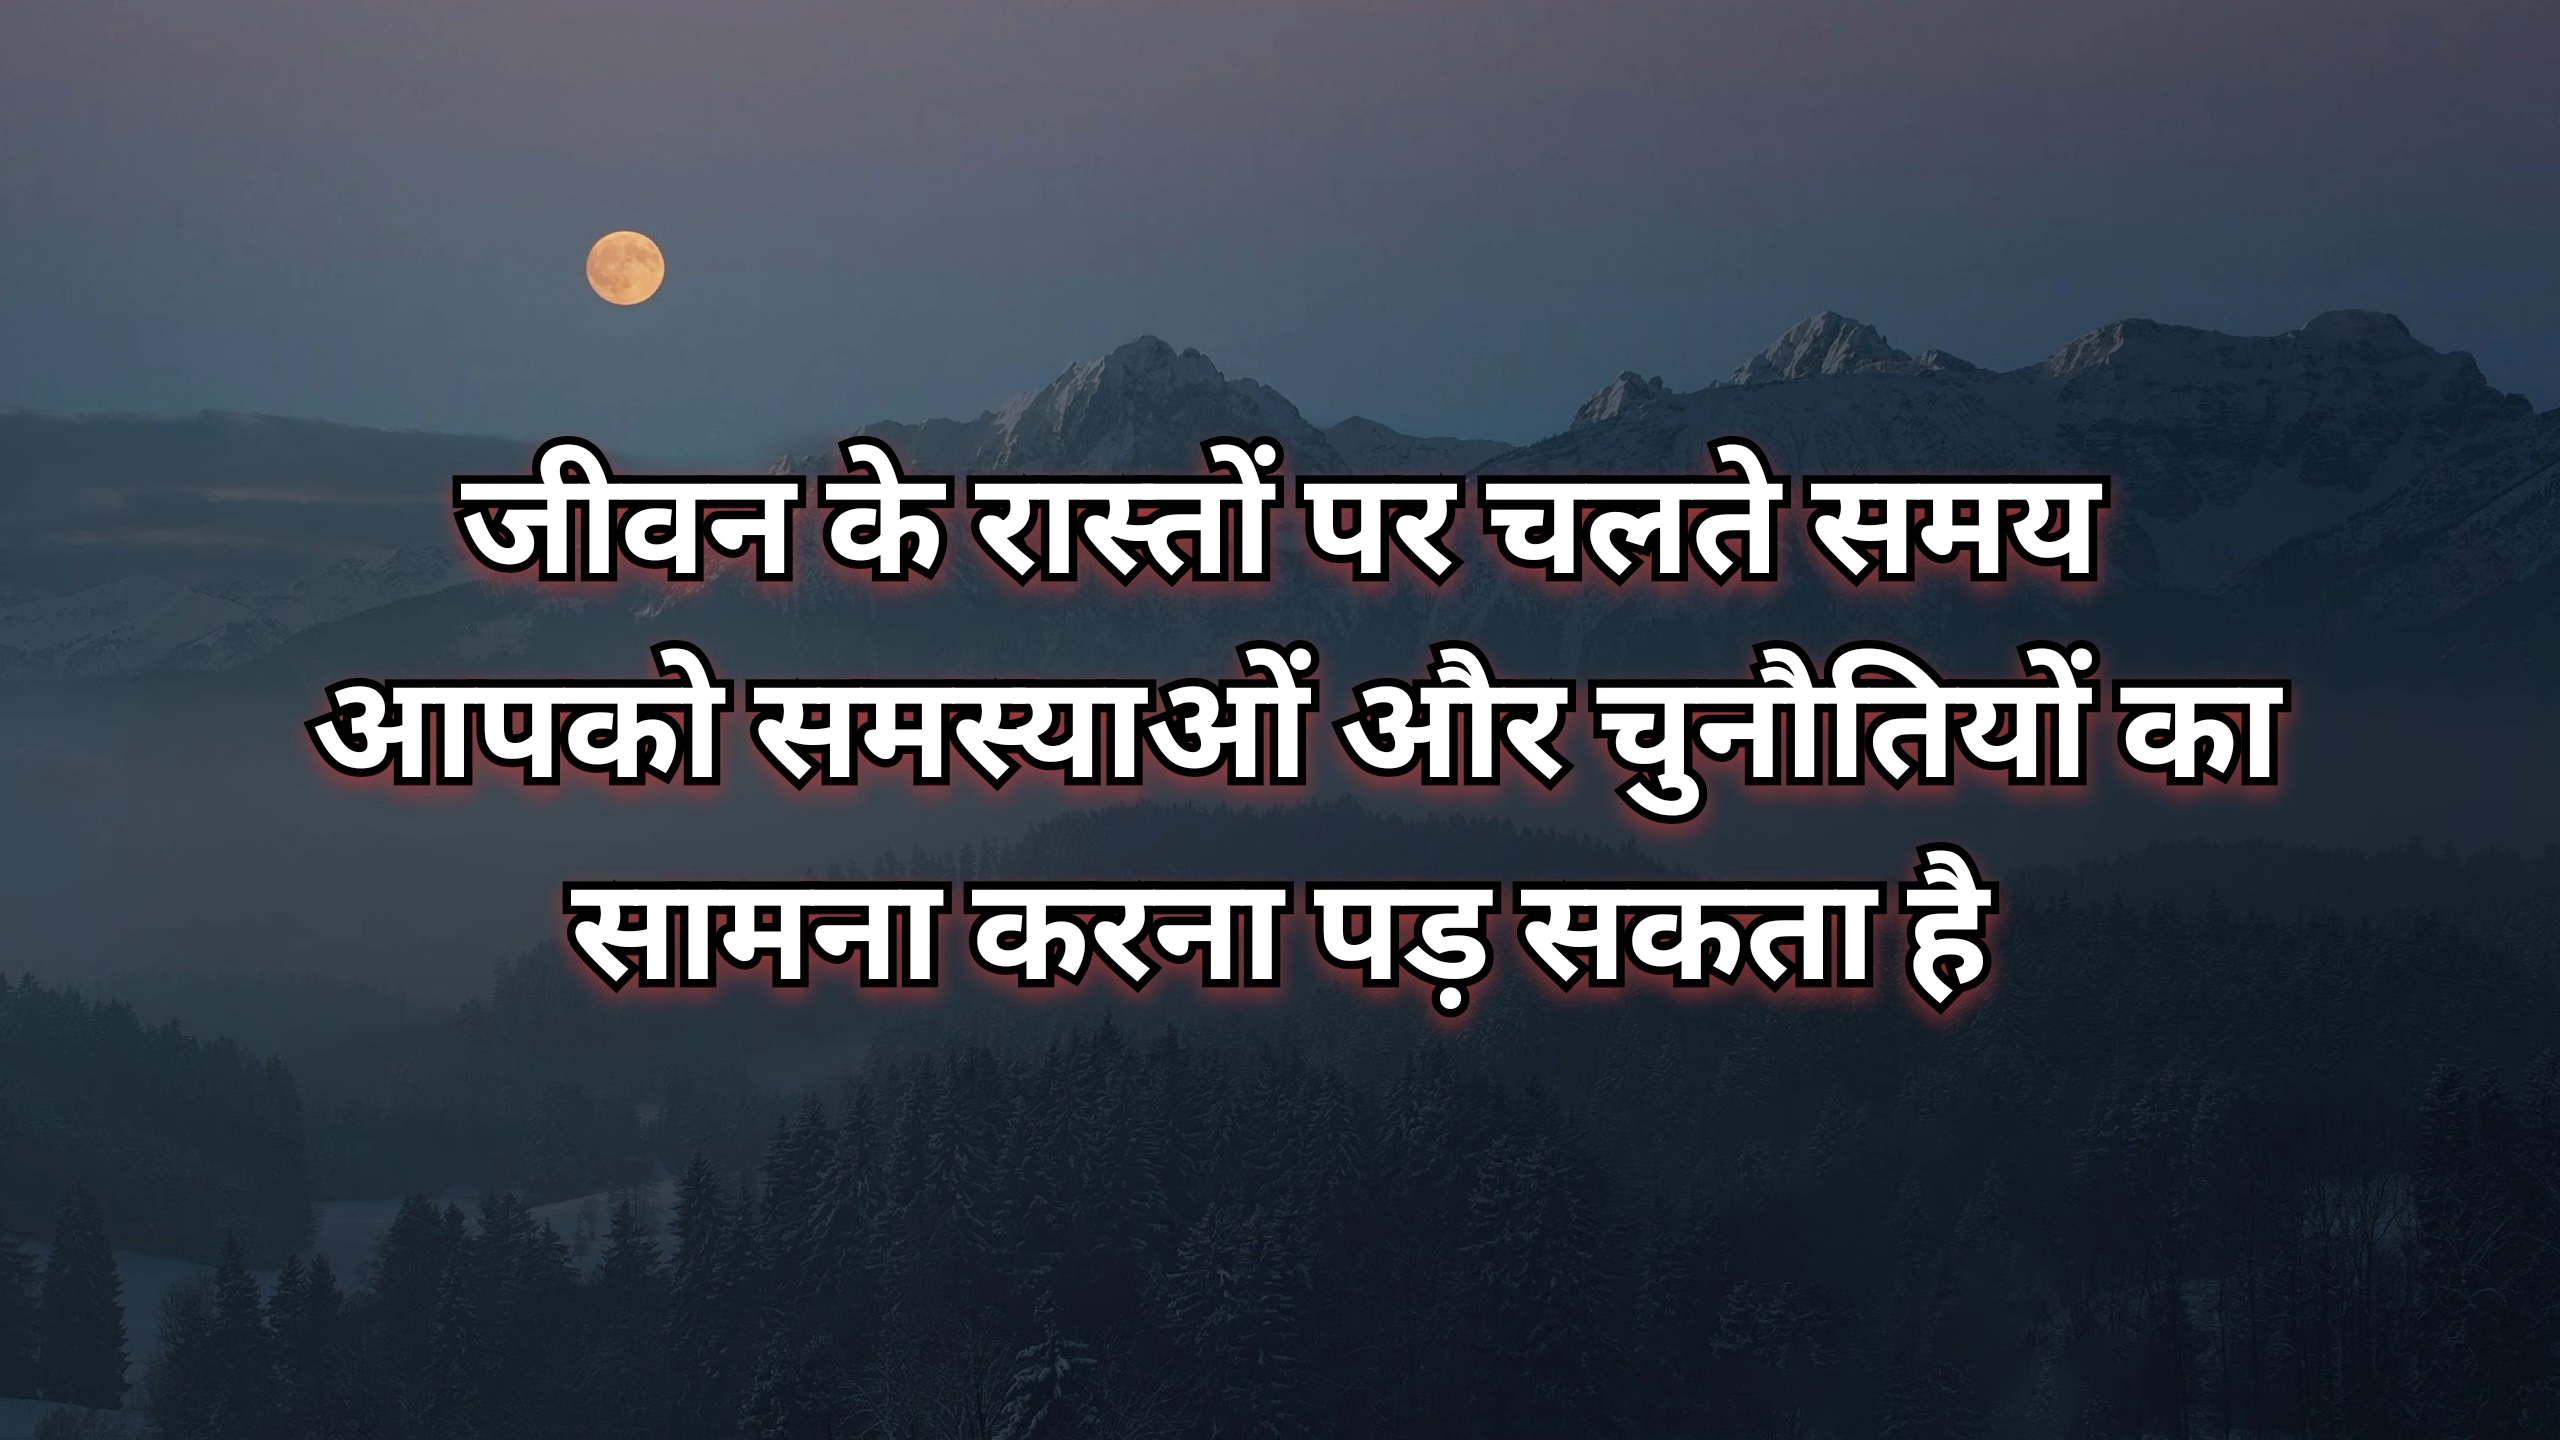 जीवन के रास्तों पर चलते समय
आपको समस्याओं और चुनौतियों का
सामना करना पड़ सकता है